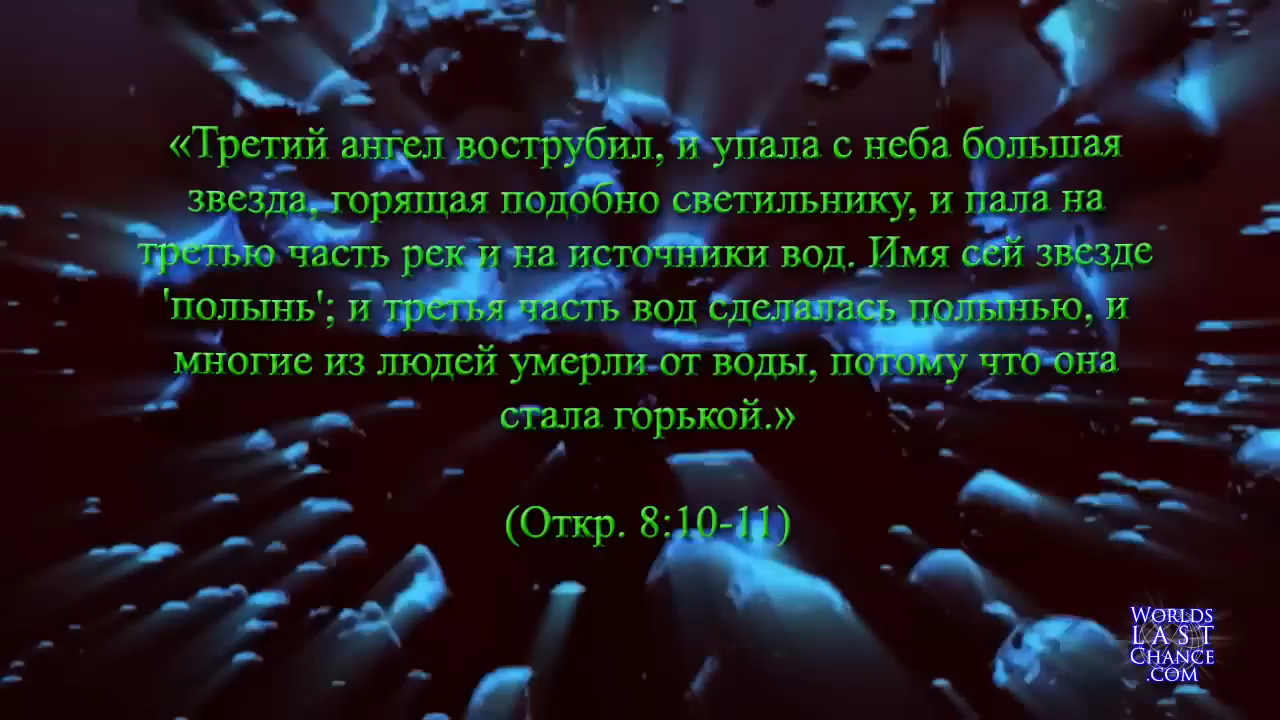 «Третий ангел вострубил, и упала с неба большая
звезда, горящая подобно светильнику, и пала на
третью часть рек и на источники вод. Имя сей звезде
'полынь'; и третья часть вод сделалась полынью, и
многие из людей умерли от воды, потому что она
стала горькой.»
(Откр. 8:10-11)
WORLDS
LAST
CHANCE
.COM